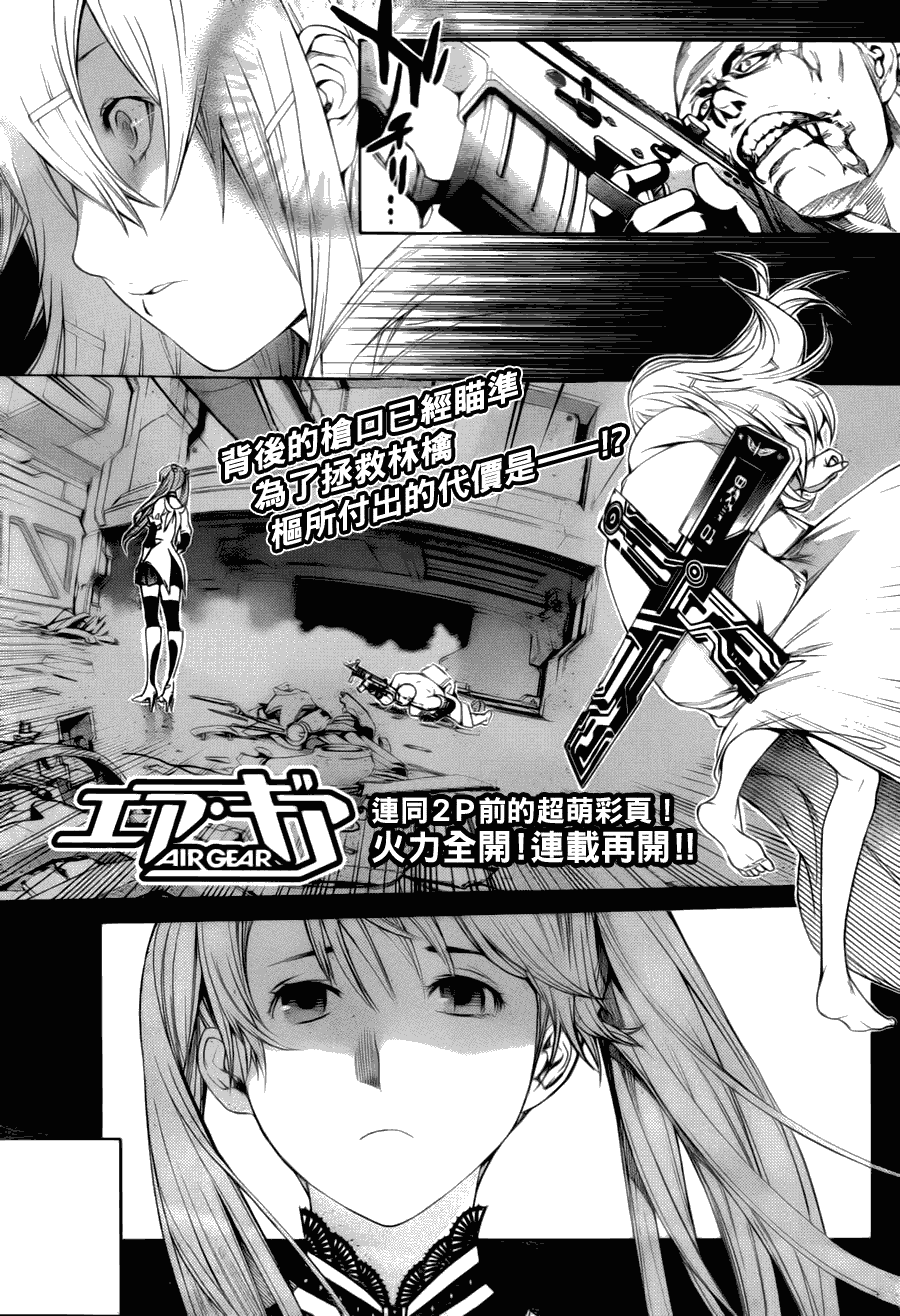 ガチ…
背後的槍口已經瞄準
為了拯救林檎
樞所付出的代價是——!?
エア・ギア
AIR GEAR
連同2P前的超萌彩頁！
火力全開！連載再開!!